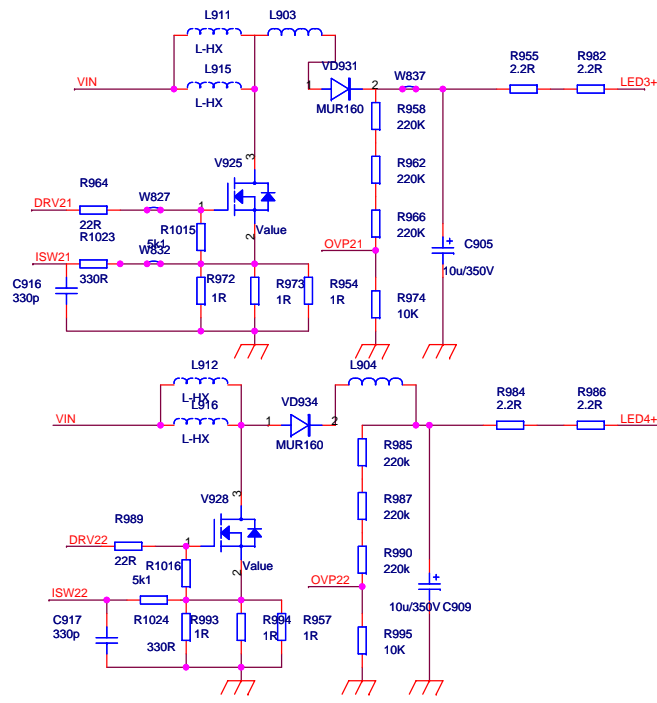 L911
L903
L-HX
L915
L-HX
VIN
VD931
1
2
MUR160
W837
R955
2.2R
R982
2.2R
LED3+
R958
220K
R962
220K
R966
220K
V925
3
R964
W827
DRV21
1
22R
R1015
5k1
Value
2
R1023
W832
ISW21
330R
OVP21
C905
10u/350V
C916
330p
R972
1R
R973
1R
R954
1R
R974
10K
L912
L-HX
L916
L-HX
VIN
L904
VD934
1
2
MUR160
R984
2.2R
R986
2.2R
LED4+
R985
220k
R987
220k
R990
220k
V928
3
R989
DRV22
1
22R
R1016
5k1
Value
2
ISW22
OVP22
10u/350V C909
C917
330p
R1024
330R
R993
1R
R994
1R
R957
1R
R995
10K